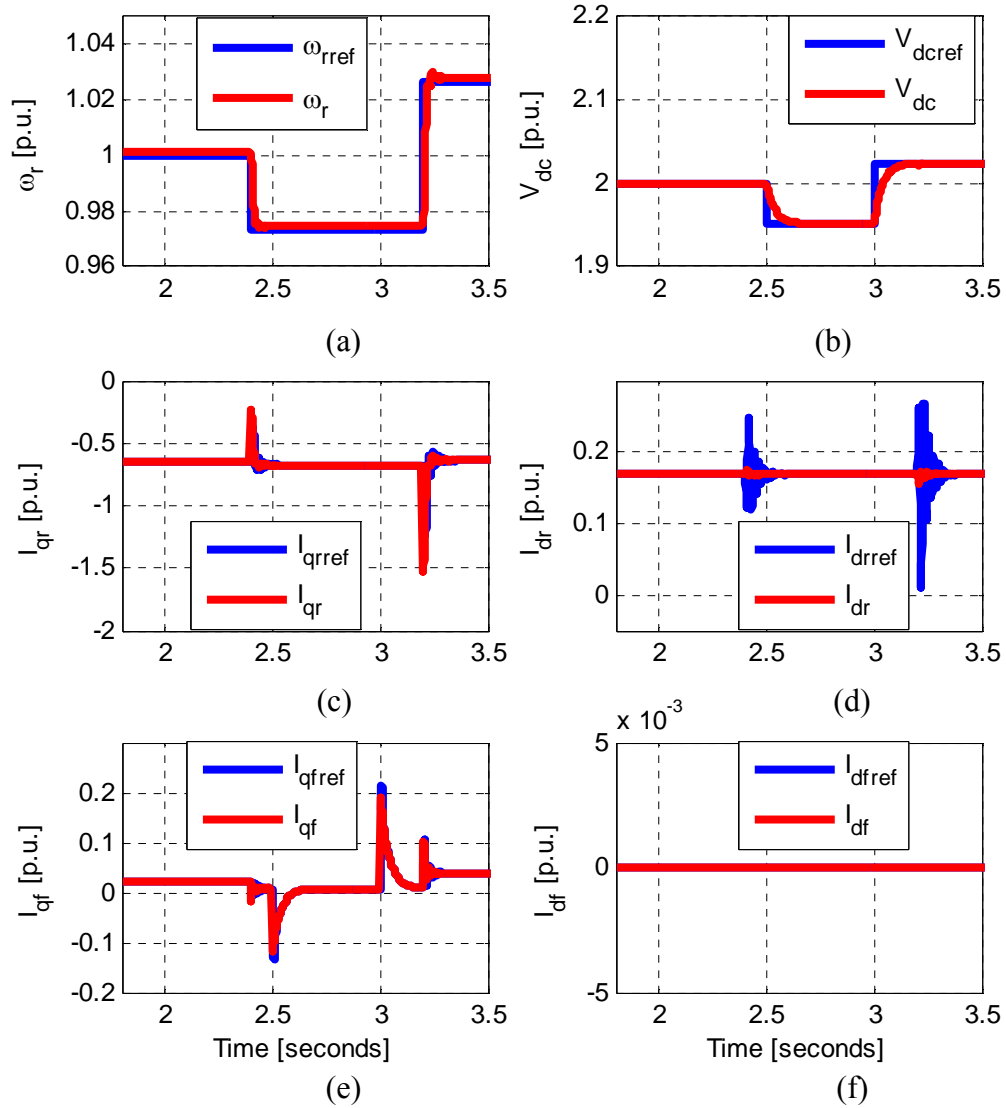 1.04
1.02
1
0.98
0.96
ω_r [p.u.]
ω_rref
ω_r
2 2.5 3 3.5
(a)
2.2
2.1
2
1.9
V_dc [p.u.]
V_dcref
V_dc
2 2.5 3 3.5
(b)
0
-0.5
-1
-1.5
-2
I_qr [p.u.]
I_qrref
I_qr
2 2.5 3 3.5
(c)
0.2
0.1
0
I_dr [p.u.]
I_drref
I_dr
2 2.5 3 3.5
(d)
0.2
0.1
0
-0.1
-0.2
I_qf [p.u.]
I_qfref
I_qf
2 2.5 3 3.5
Time [seconds]
(e)
x 10^-3
5
0
-5
I_df [p.u.]
I_dfref
I_df
2 2.5 3 3.5
Time [seconds]
(f)